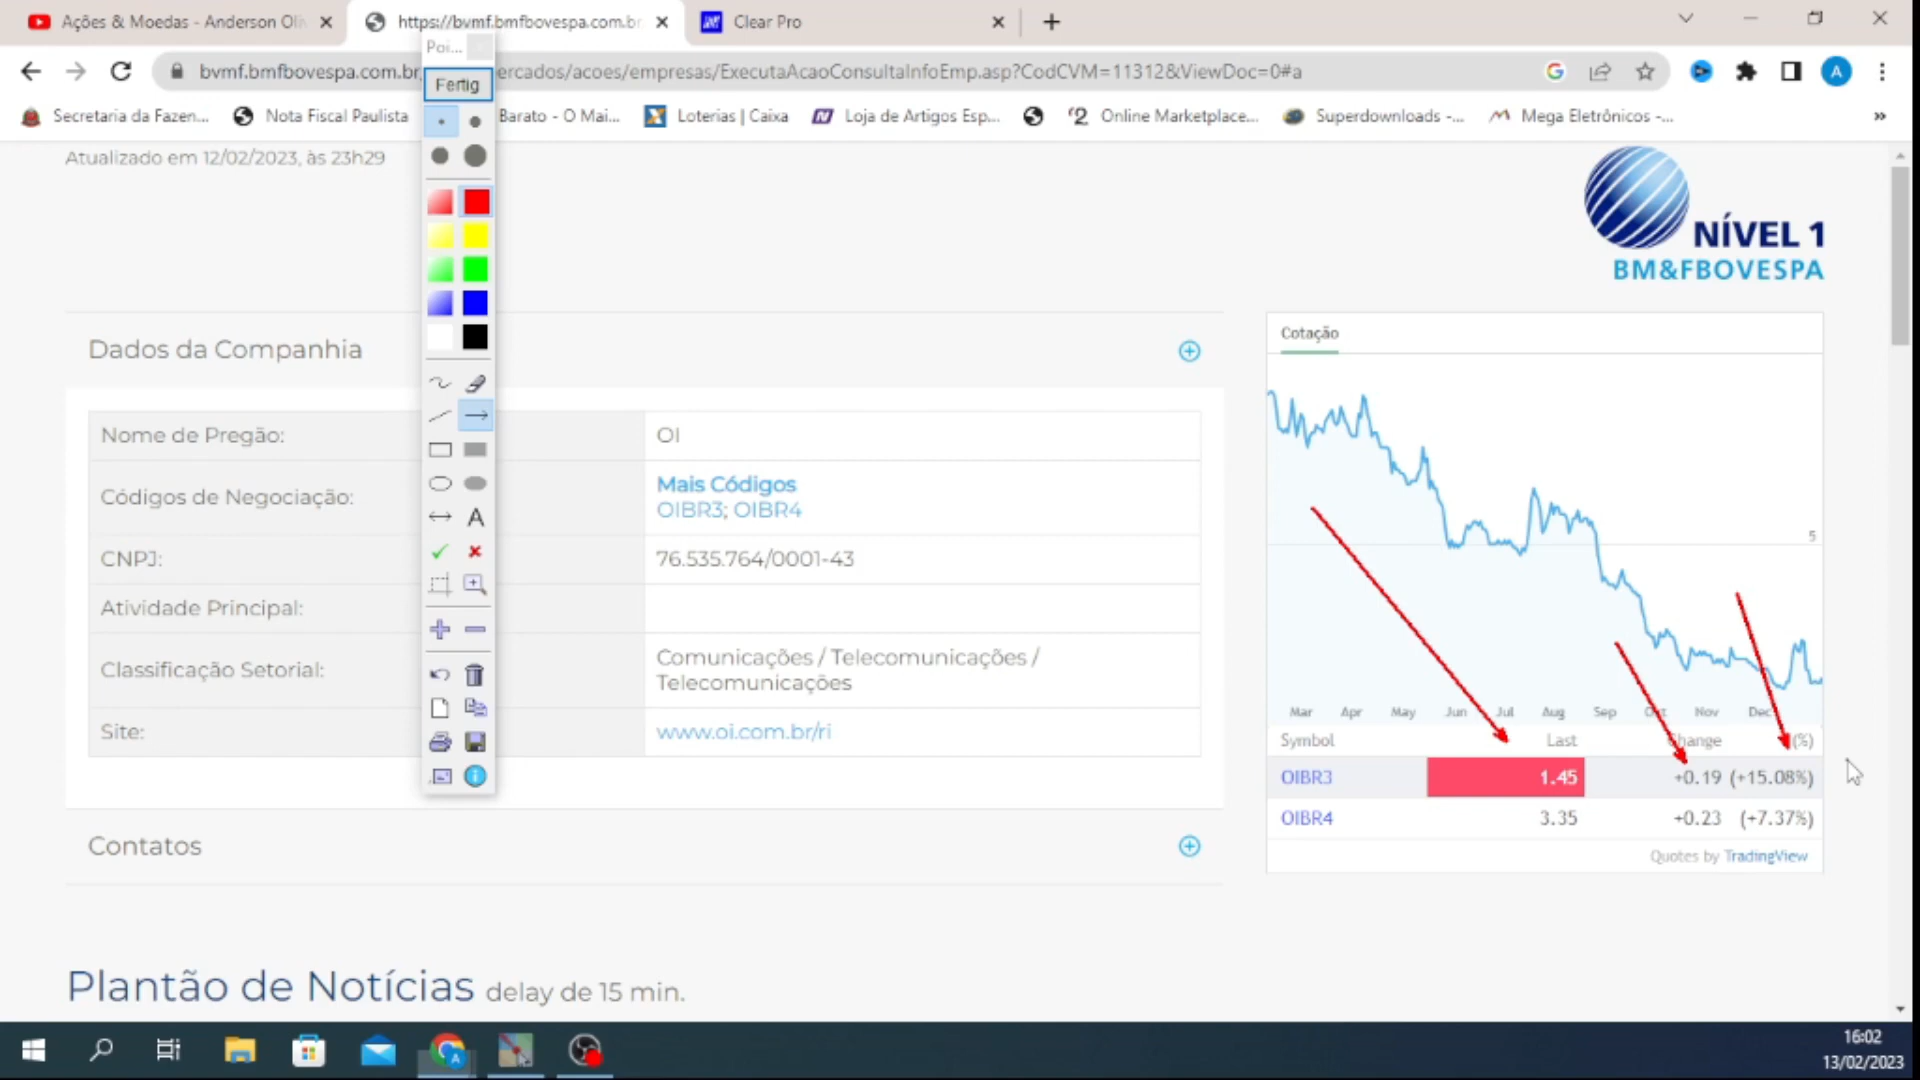 Ações & Moedas - Anderson Oli
https://bvmf.bmfbovespa.com.br
Clear Pro
Poi...
bvmf.bmfbovespa.com.br
ercados/acoes/empresas/ExecutaAcaoConsultaInfoEmp.asp?CodCVM=11312&ViewDoc=0#a
A
Fertig
Secretaria da Fazen...
Nota Fiscal Paulista
Barato - O Mai...
Loterias | Caixa
Loja de Artigos Esp...
Online Marketplace...
Superdownloads -...
Mega Eletrônicos -...
»
Atualizado em 12/02/2023, às 23h29
NÍVEL 1
BM&FBOVESPA
Dados da Companhia
Cotação
Nome de Pregão:
OI
Códigos de Negociação:
Mais Códigos
OIBR3; OIBR4
A
5
CNPJ:
76.535.764/0001-43
Atividade Principal:
Classificação Setorial:
Comunicações / Telecomunicações /
Telecomunicações
Site:
www.oi.com.br/ri
Mar Apr May Jun Jul Aug Sep Oct Nov Dec
Symbol Last Change (%)
OIBR3 1.45 +0.19 (+15.08%)
OIBR4 3.35 +0.23 (+7.37%)
Quotes by TradingView
Contatos
Plantão de Notícias delay de 15 min.
16:02
13/02/2023